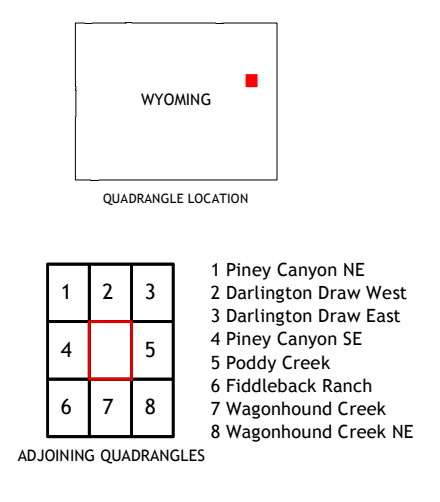 WYOMING
QUADRANGLE LOCATION
1 2 3
4 5
6 7 8
ADJOINING QUADRANGLES
1 Piney Canyon NE
2 Darlington Draw West
3 Darlington Draw East
4 Piney Canyon SE
5 Poddy Creek
6 Fiddleback Ranch
7 Wagonhound Creek
8 Wagonhound Creek NE